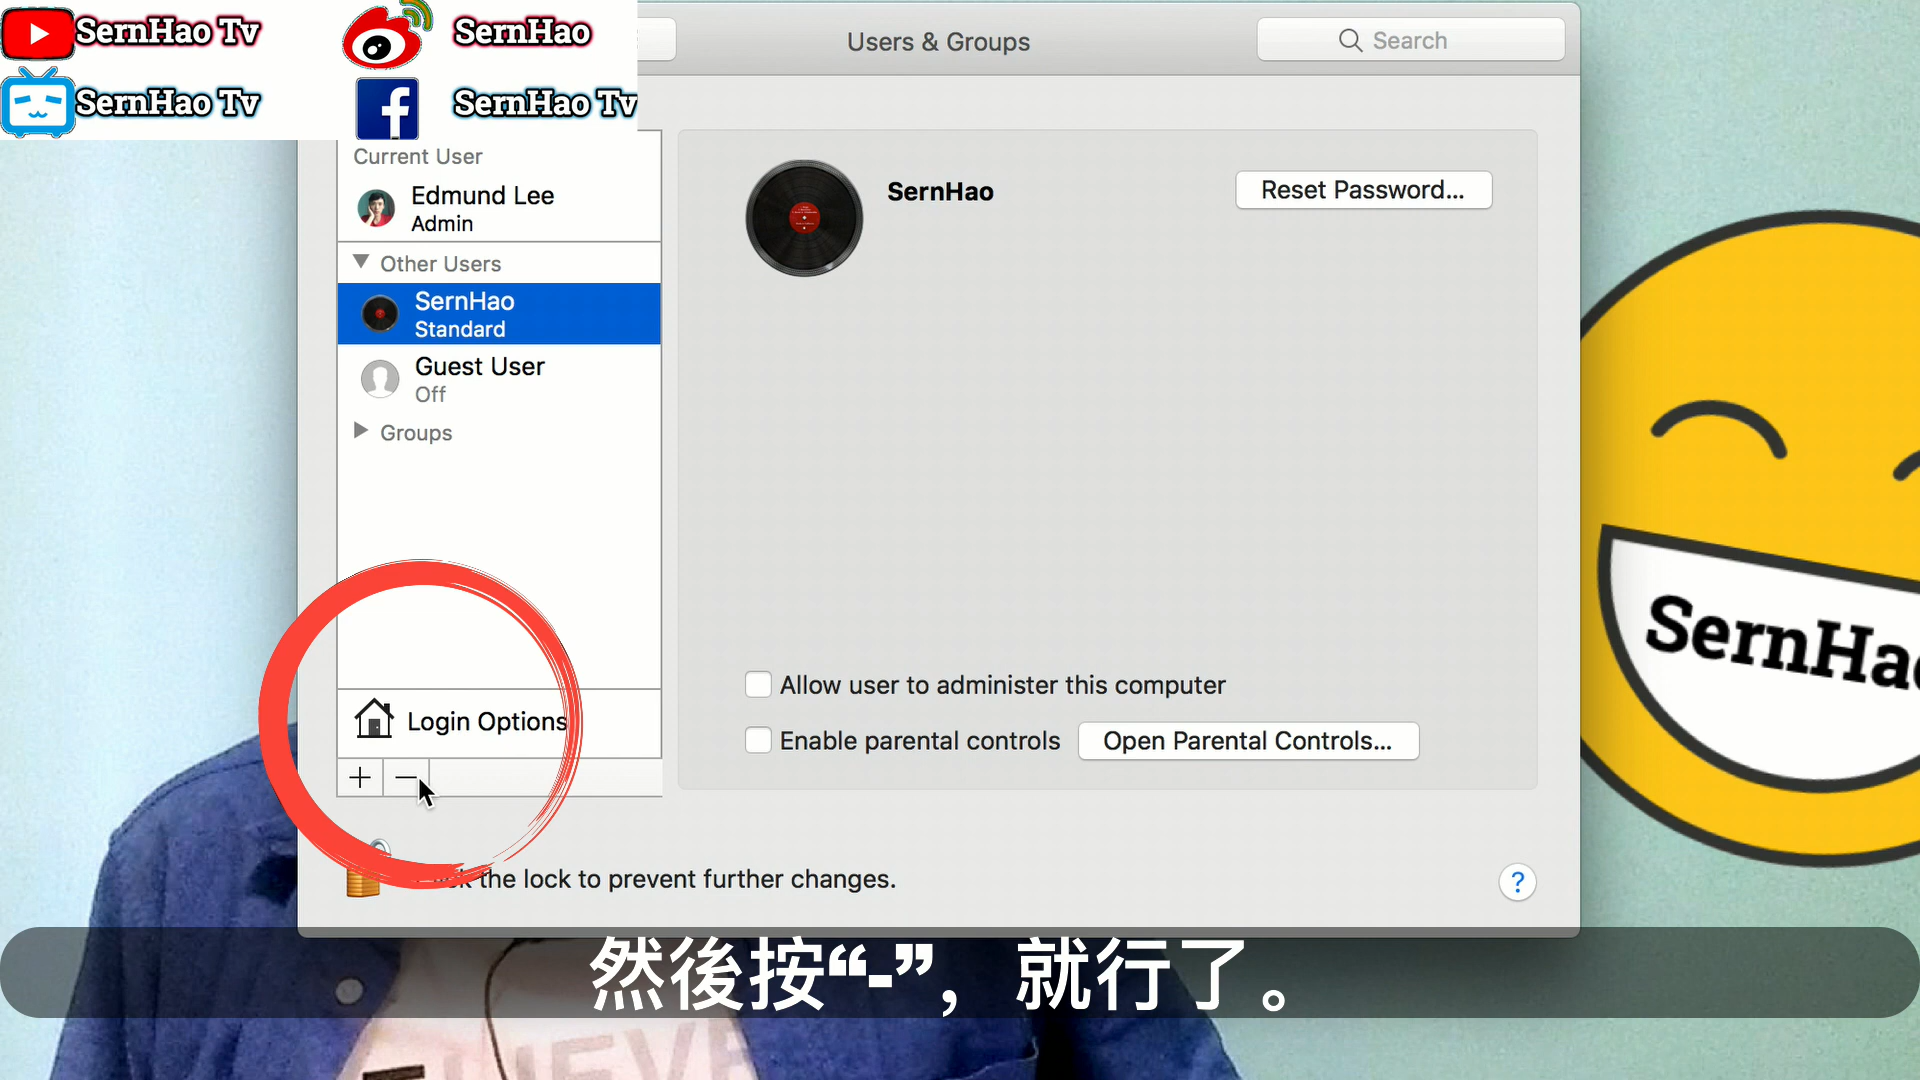 SernHao Tv
SernHao
SernHao Tv
SernHao Tv
Users & Groups
Search
Current User
Edmund Lee
Admin
Other Users
SernHao
Standard
Guest User
Off
Groups
Login Options
SernHao
Reset Password...
Allow user to administer this computer
Enable parental controls
Open Parental Controls...
the lock to prevent further changes.
?
SernHao
然後按“-”，就行了。